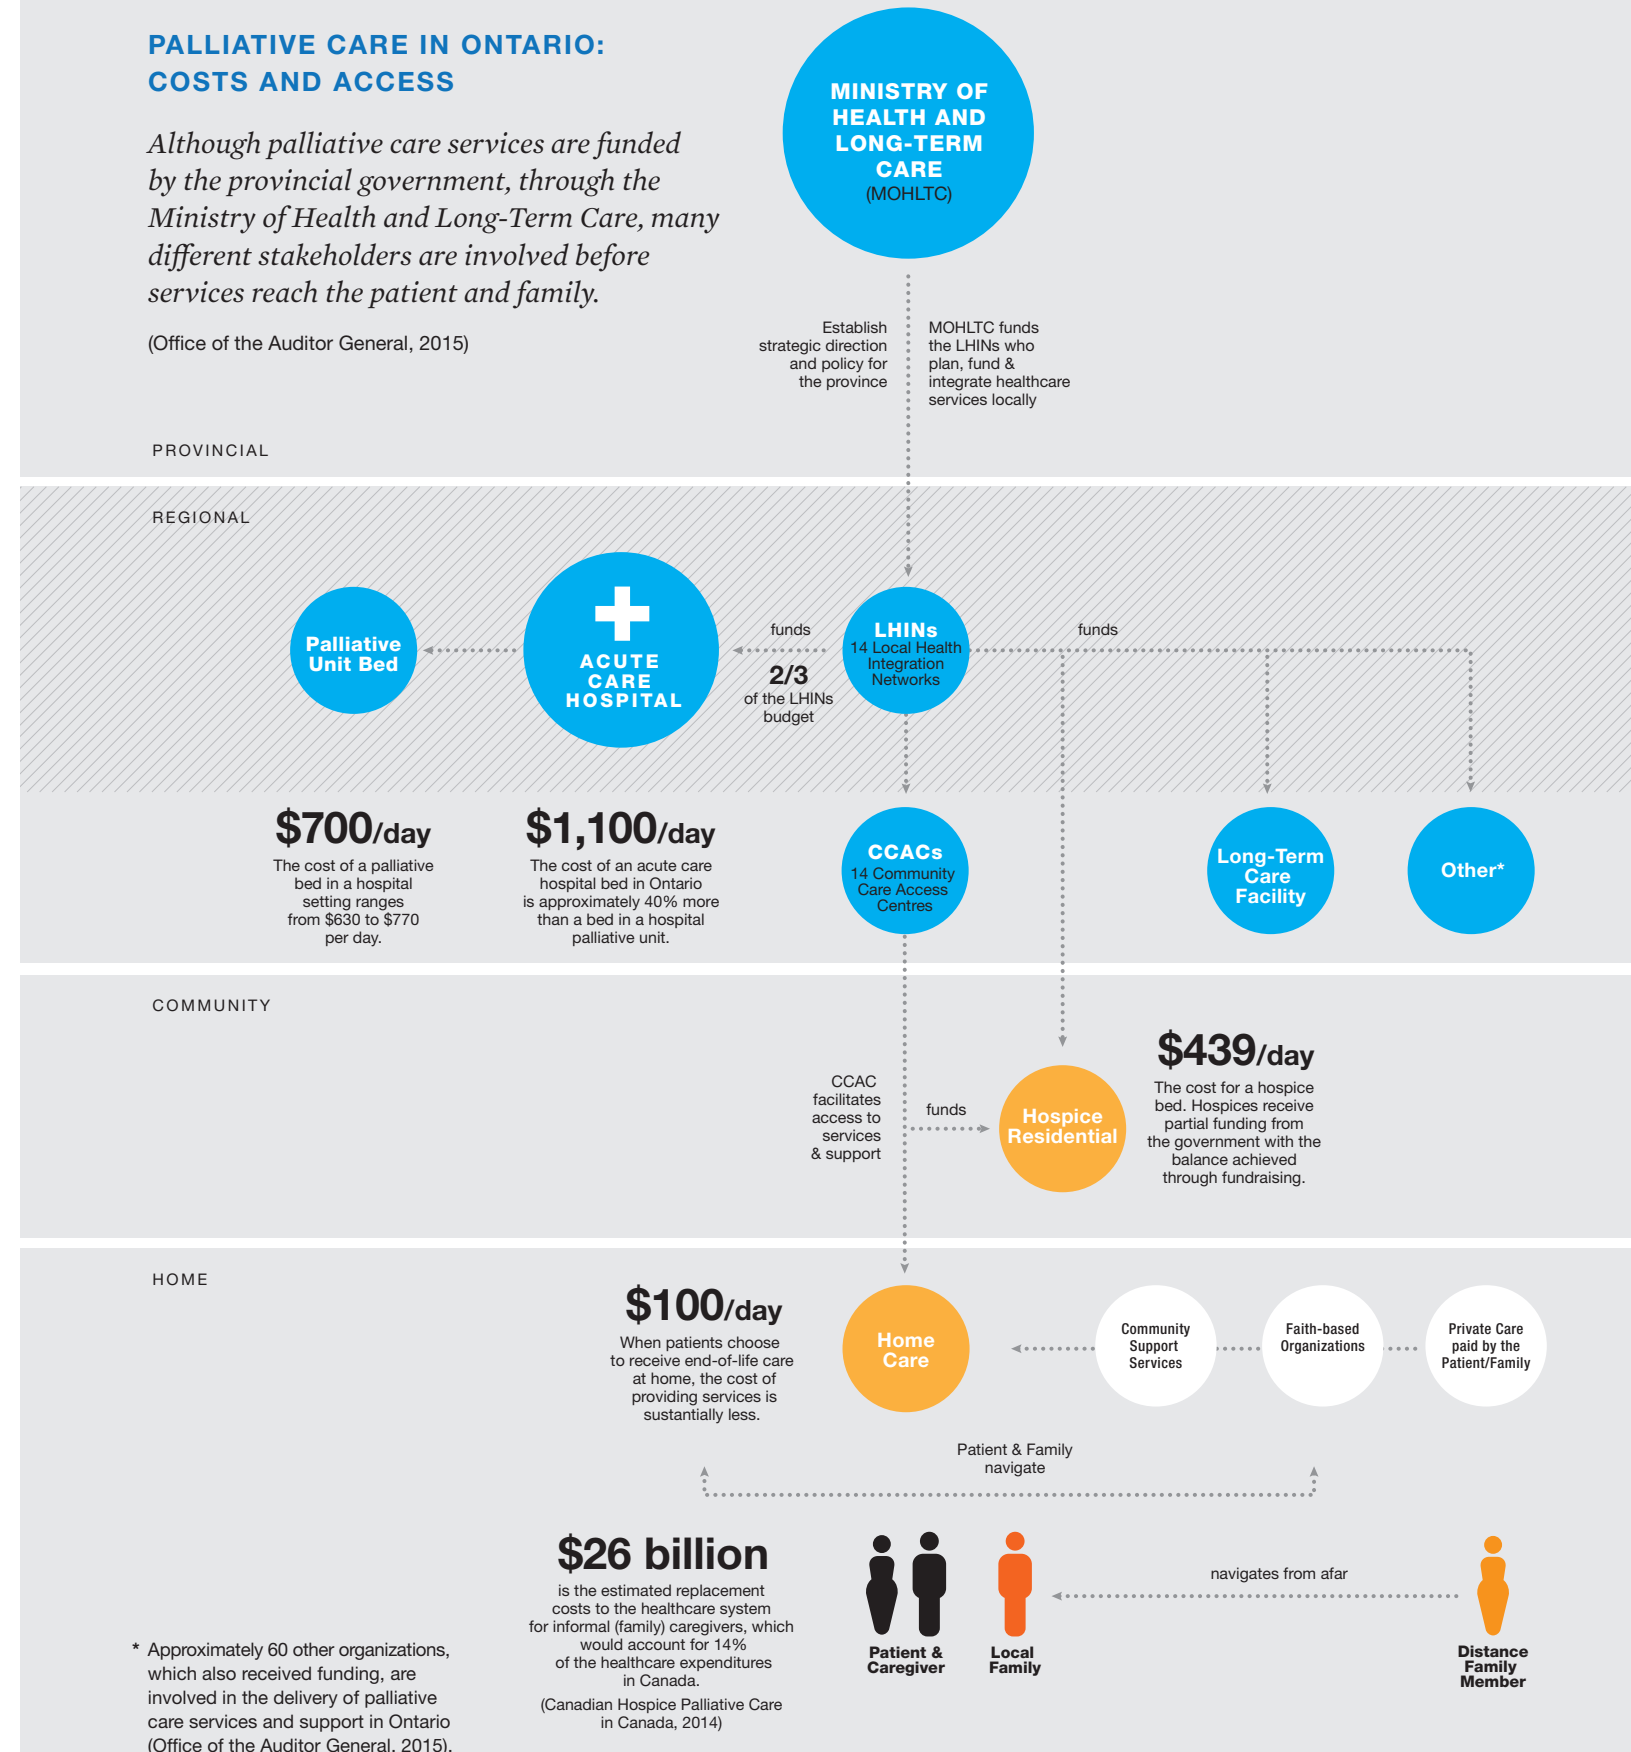 PALLIATIVE CARE IN ONTARIO:
COSTS AND ACCESS
Although palliative care services are funded
by the provincial government, through the
Ministry of Health and Long-Term Care, many
different stakeholders are involved before
services reach the patient and family.
(Office of the Auditor General, 2015)
MINISTRY OF
HEALTH AND
LONG-TERM
CARE
(MOHLTC)
Establish
strategic direction
and policy for
the province
MOHLTC funds
the LHINs who
plan, fund &
integrate healthcare
services locally
PROVINCIAL
REGIONAL
Palliative
Unit Bed
ACUTE
CARE
HOSPITAL
funds
2/3
of the LHINs
budget
LHINs
14 Local Health
Integration
Networks
funds
$700/day
The cost of a palliative
bed in a hospital
setting ranges
from $630 to $770
per day.
$1,100/day
The cost of an acute care
hospital bed in Ontario
is approximately 40% more
than a bed in a hospital
palliative unit.
CCACs
14 Community
Care Access
Centres
Long-Term
Care
Facility
Other*
COMMUNITY
CCAC
facilitates
access to
services
& support
funds
Hospice
Residential
$439/day
The cost for a hospice
bed. Hospices receive
partial funding from
the government with the
balance achieved
through fundraising.
HOME
$100/day
When patients choose
to receive end-of-life care
at home, the cost of
providing services is
sustantially less.
Home
Care
Community
Support
Services
Faith-based
Organizations
Private Care
paid by the
Patient/Family
Patient & Family
navigate
$26 billion
is the estimated replacement
costs to the healthcare system
for informal (family) caregivers, which
would account for 14%
of the healthcare expenditures
in Canada.
(Canadian Hospice Palliative Care
in Canada, 2014)
Patient &
Caregiver
Local
Family
navigates from afar
Distance
Family
Member
* Approximately 60 other organizations,
which also received funding, are
involved in the delivery of palliative
care services and support in Ontario
(Office of the Auditor General, 2015).